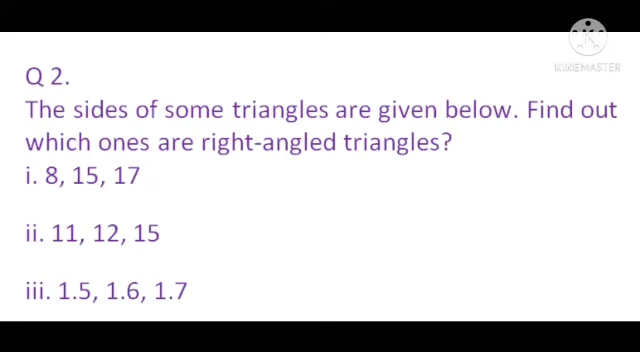 KINEMASTER
Q 2.
The sides of some triangles are given below. Find out
which ones are right-angled triangles?
i. 8, 15, 17
ii. 11, 12, 15
iii. 1.5, 1.6, 1.7